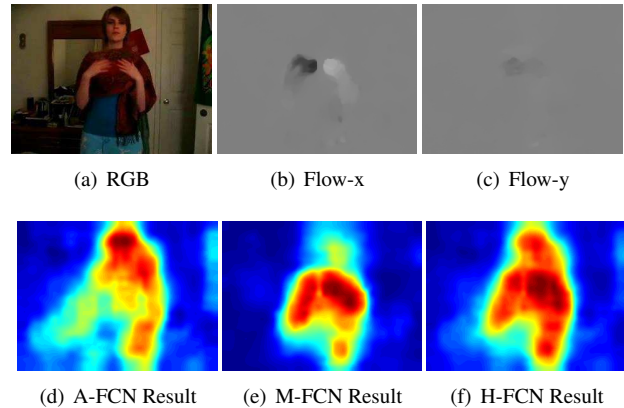 (a) RGB
(b) Flow-x
(c) Flow-y
(d) A-FCN Result
(e) M-FCN Result
(f) H-FCN Result